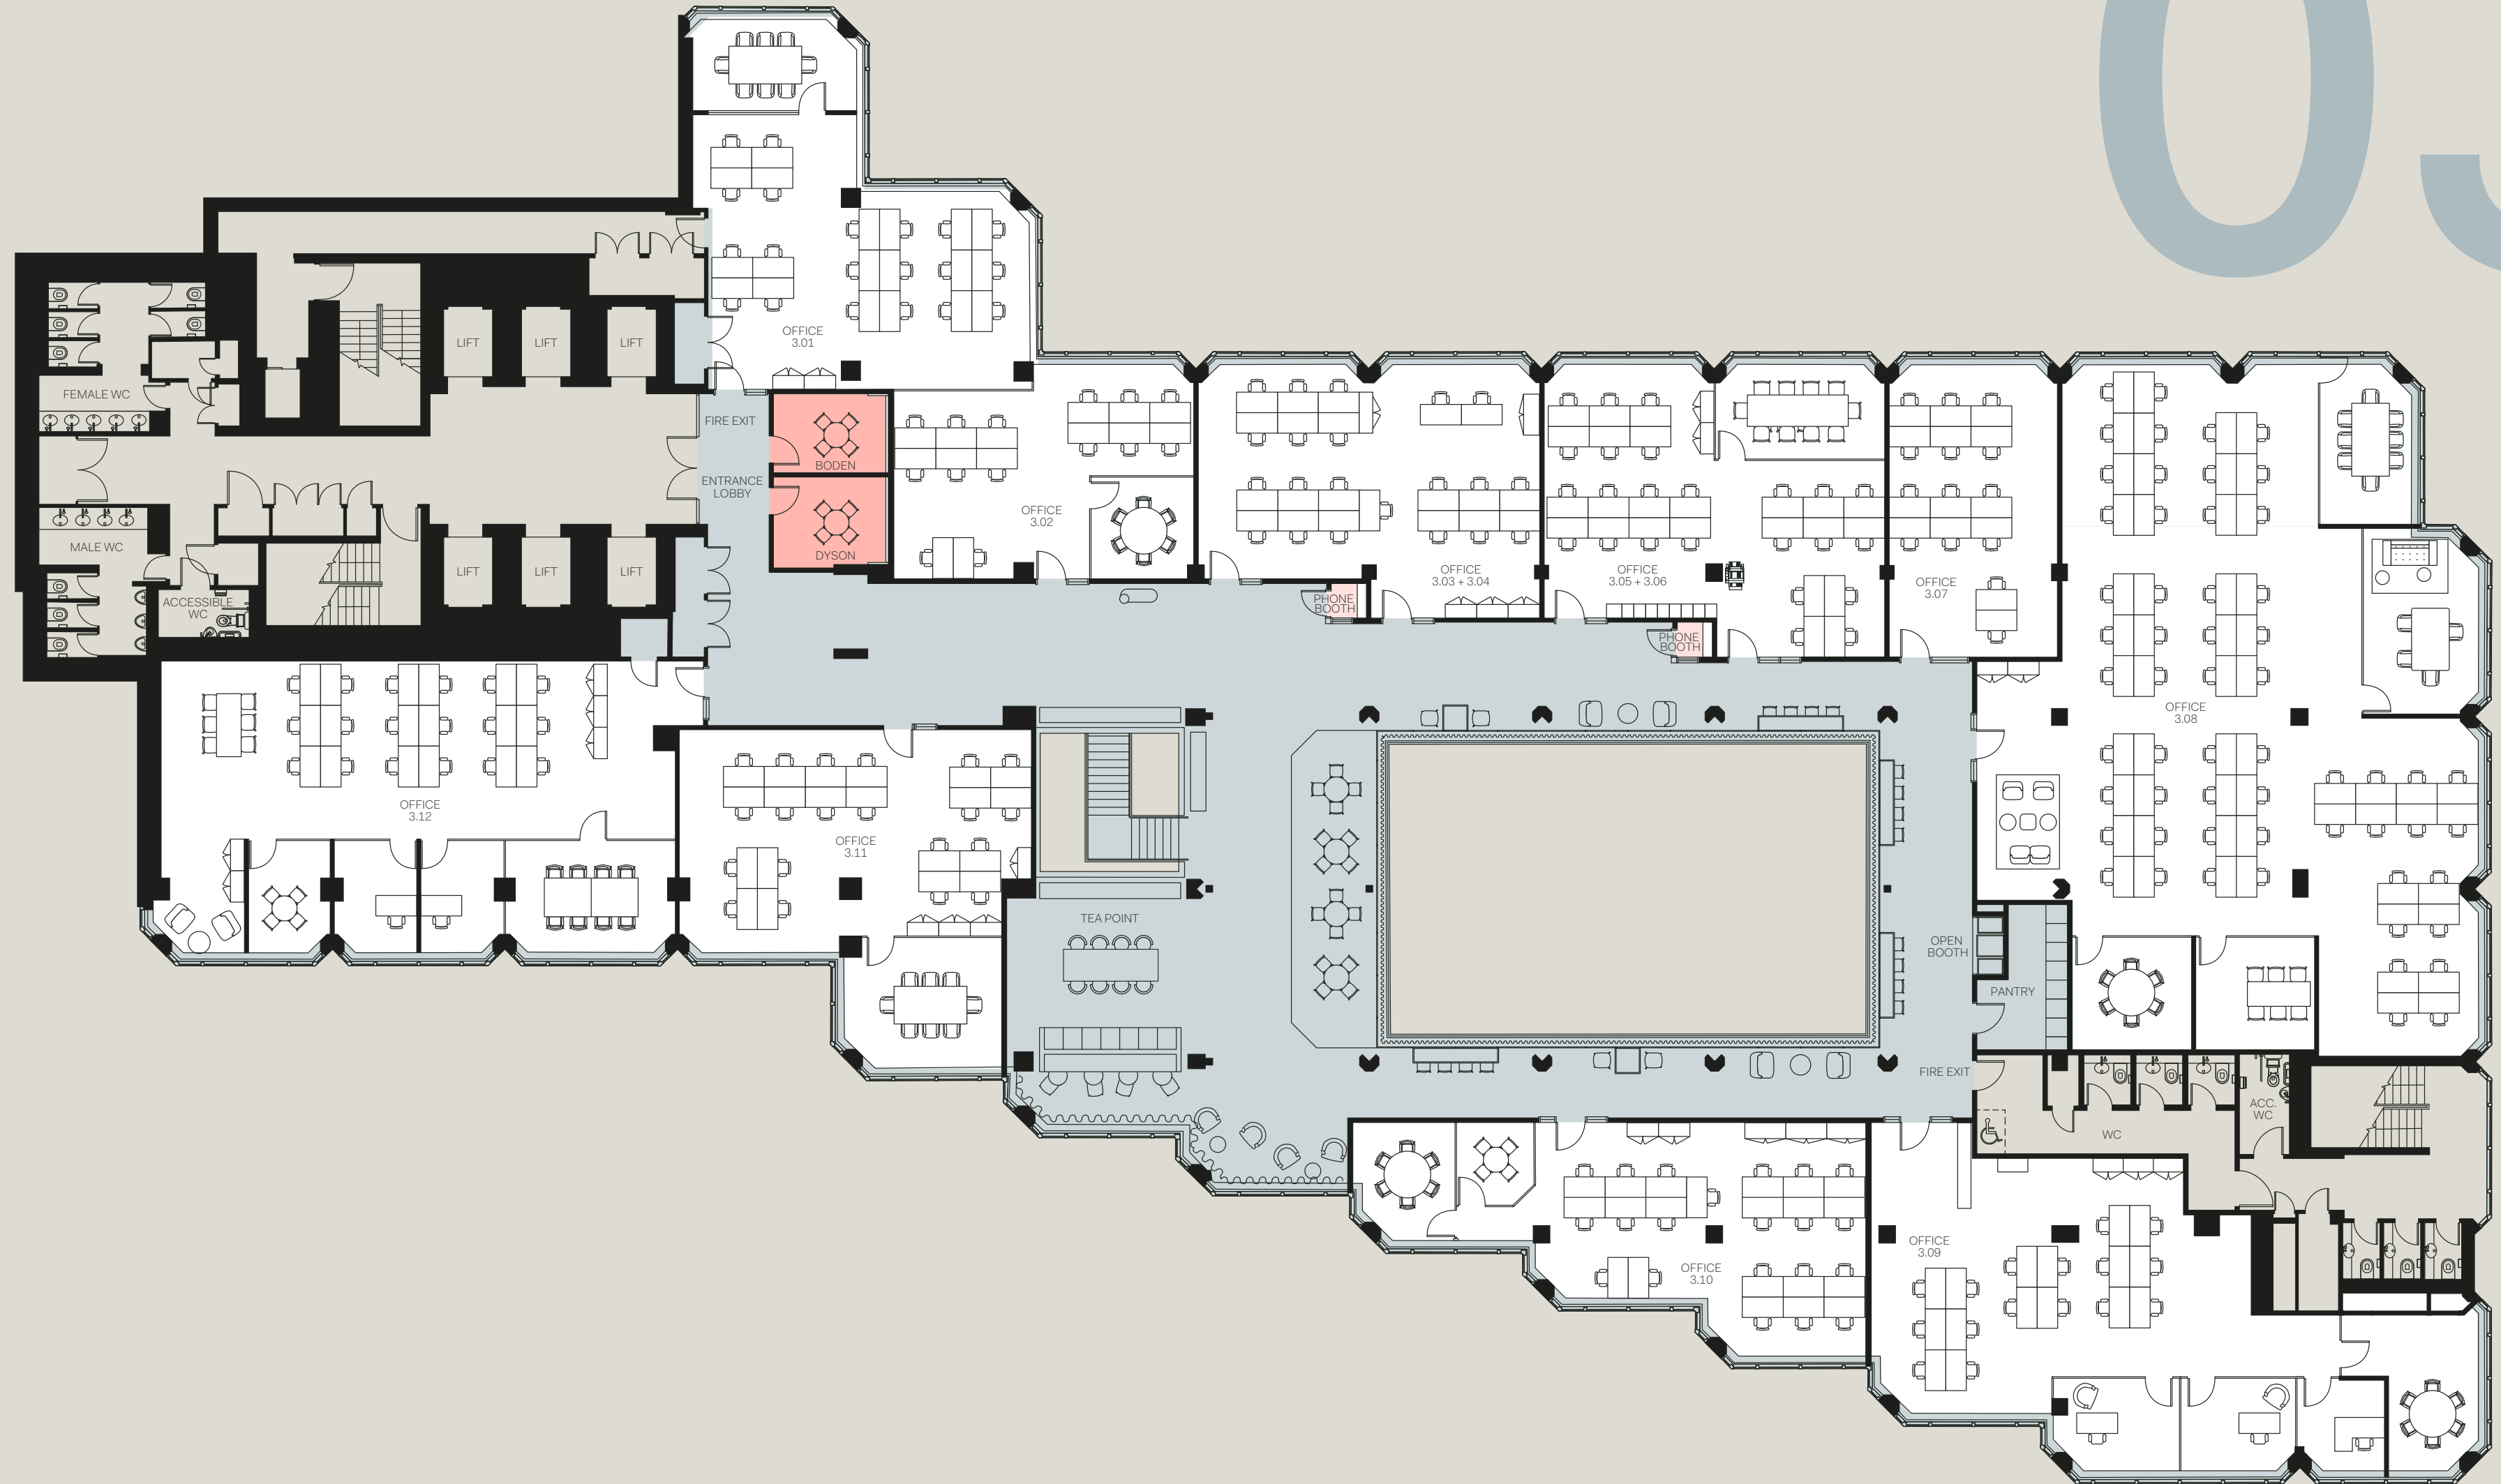 03
OFFICE
3.01
LIFT
LIFT
LIFT
FEMALE WC
FIRE EXIT
BODEN
ENTRANCE
LOBBY
DYSON
OFFICE
3.02
OFFICE
3.03 + 3.04
OFFICE
3.05 + 3.06
OFFICE
3.07
MALE WC
LIFT
LIFT
LIFT
ACCESSIBLE
WC
PHONE
BOOTH
PHONE
BOOTH
OFFICE
3.08
OFFICE
3.12
OFFICE
3.11
TEA POINT
OPEN
BOOTH
PANTRY
FIRE EXIT
ACC.
WC
WC
OFFICE
3.09
OFFICE
3.10